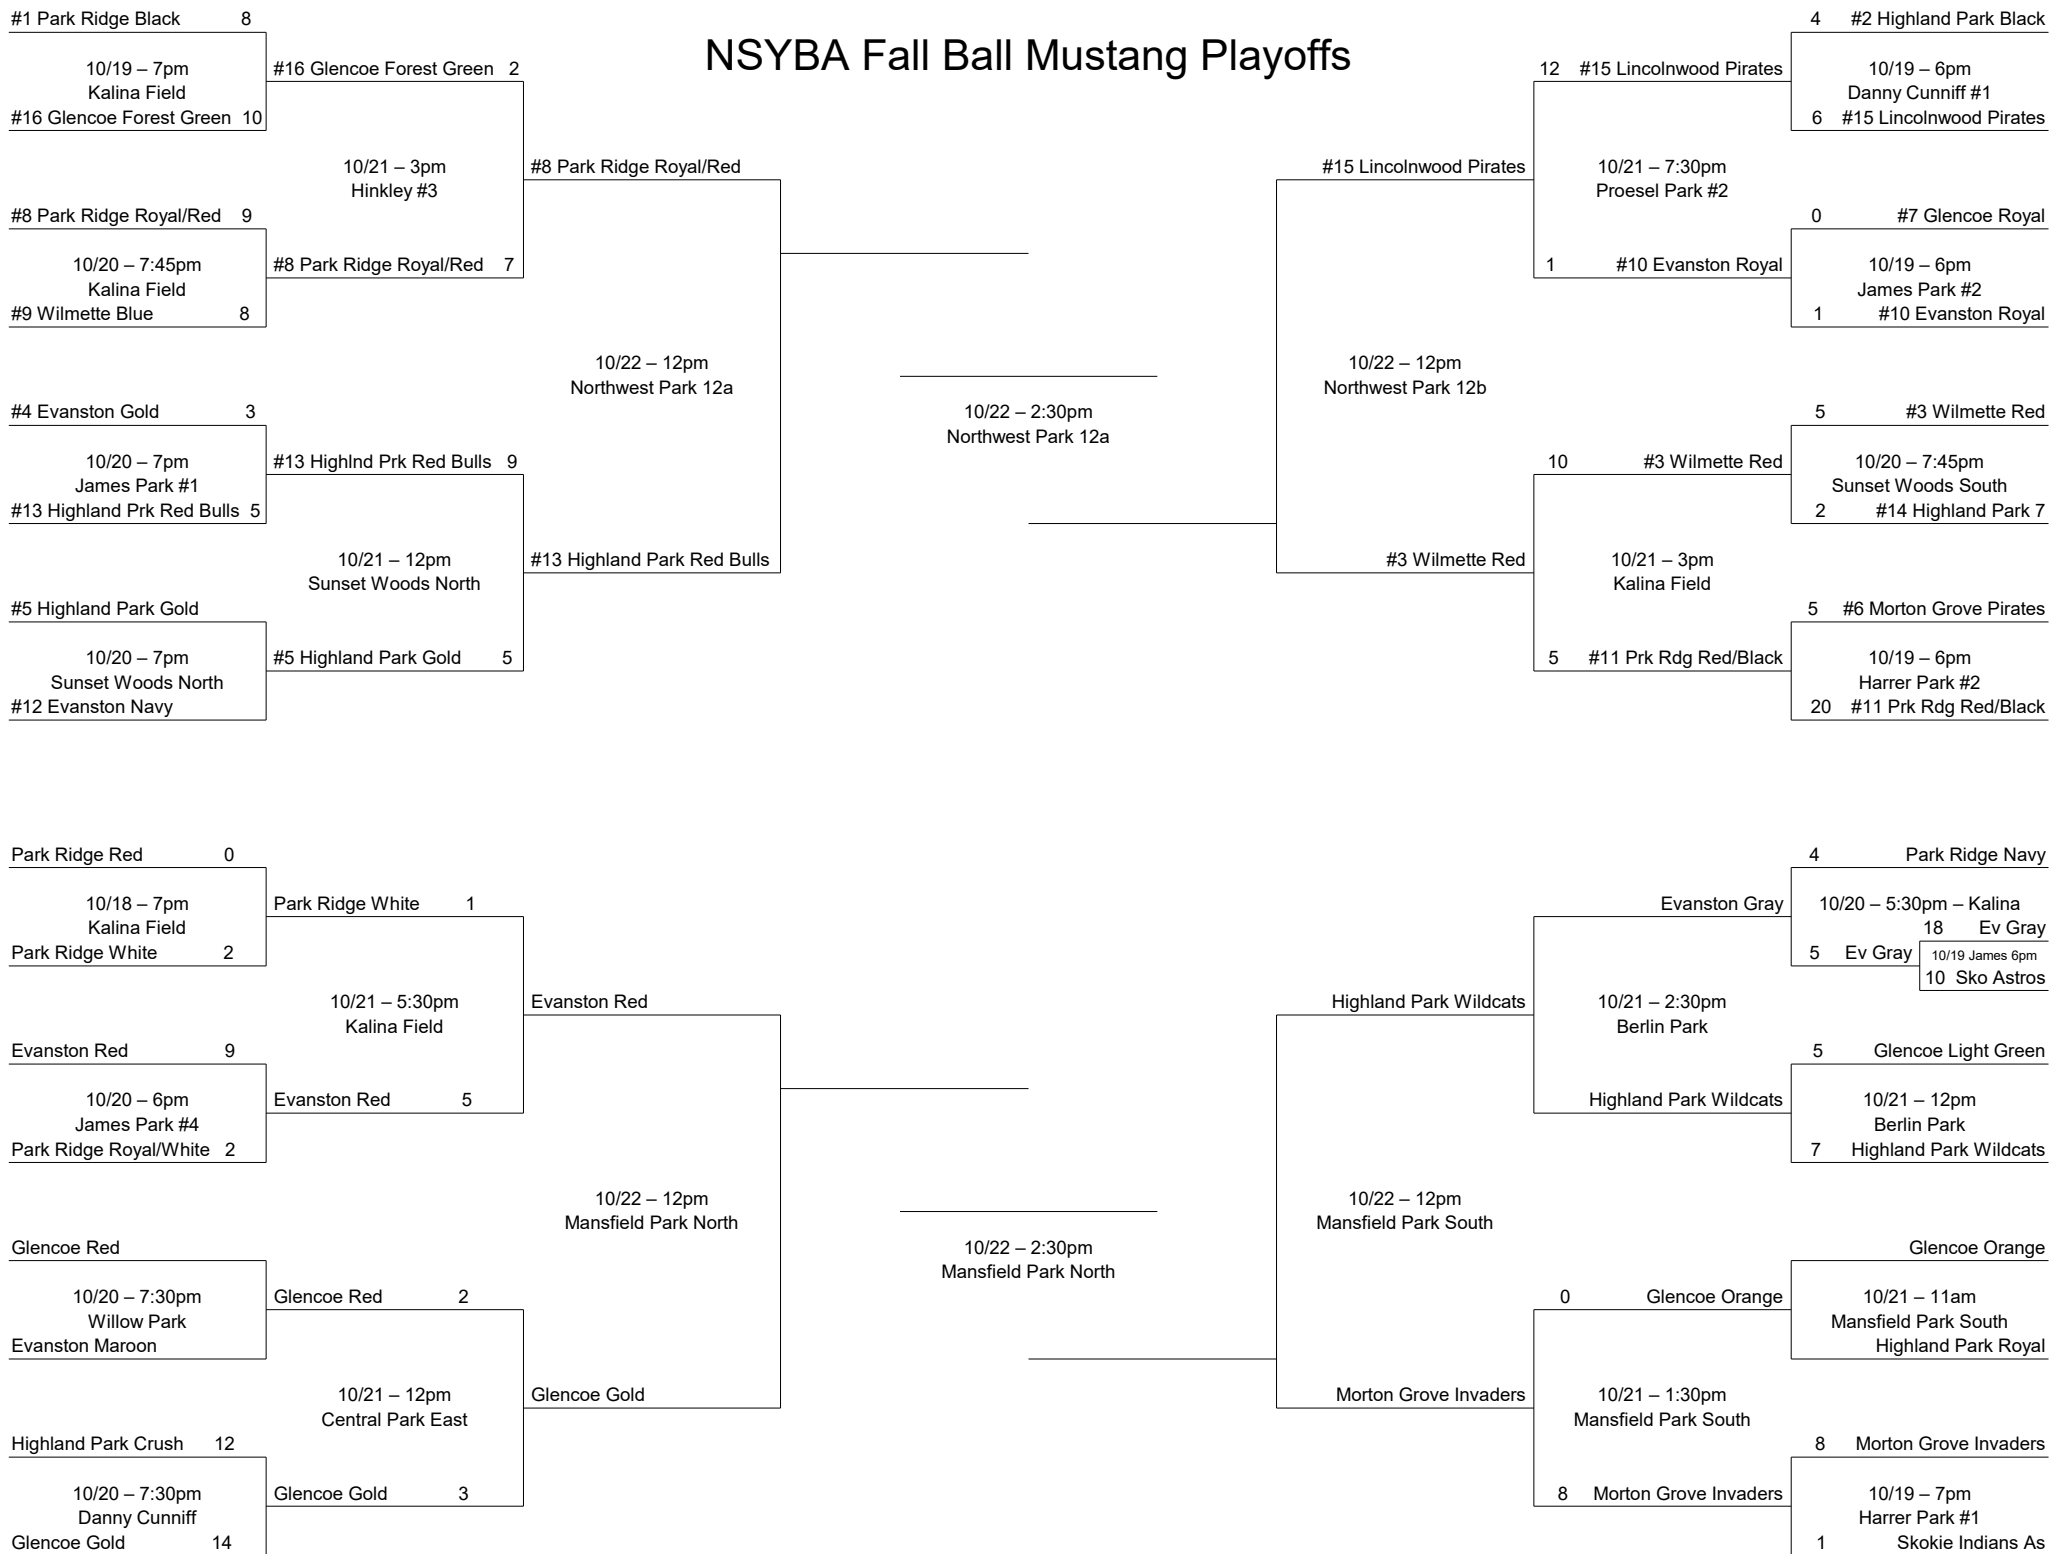 NSYBA Fall Ball Mustang Playoffs
#1 Park Ridge Black 8
10/19 – 7pm
Kalina Field
#16 Glencoe Forest Green 10
#8 Park Ridge Royal/Red 9
10/20 – 7:45pm
Kalina Field
#9 Wilmette Blue 8
#4 Evanston Gold 3
10/20 – 7pm
James Park #1
#13 Highland Prk Red Bulls 5
#5 Highland Park Gold
10/20 – 7pm
Sunset Woods North
#12 Evanston Navy
#16 Glencoe Forest Green 2
10/21 – 3pm
Hinkley #3
#8 Park Ridge Royal/Red 7
#13 Highlnd Prk Red Bulls 9
10/21 – 12pm
Sunset Woods North
#5 Highland Park Gold 5
#8 Park Ridge Royal/Red
10/22 – 12pm
Northwest Park 12a
#13 Highland Park Red Bulls
10/22 – 2:30pm
Northwest Park 12a
#15 Lincolnwood Pirates
10/22 – 12pm
Northwest Park 12b
#3 Wilmette Red
12 #15 Lincolnwood Pirates
10/21 – 7:30pm
Proesel Park #2
1 #10 Evanston Royal
10 #3 Wilmette Red
10/21 – 3pm
Kalina Field
5 #11 Prk Rdg Red/Black
4 #2 Highland Park Black
10/19 – 6pm
Danny Cunniff #1
6 #15 Lincolnwood Pirates
0 #7 Glencoe Royal
10/19 – 6pm
James Park #2
1 #10 Evanston Royal
5 #3 Wilmette Red
10/20 – 7:45pm
Sunset Woods South
2 #14 Highland Park 7
5 #6 Morton Grove Pirates
10/19 – 6pm
Harrer Park #2
20 #11 Prk Rdg Red/Black
Park Ridge Red 0
10/18 – 7pm
Kalina Field
Park Ridge White 2
Evanston Red 9
10/20 – 6pm
James Park #4
Park Ridge Royal/White 2
Glencoe Red
10/20 – 7:30pm
Willow Park
Evanston Maroon
Highland Park Crush 12
10/20 – 7:30pm
Danny Cunniff
Glencoe Gold 14
Park Ridge White 1
10/21 – 5:30pm
Kalina Field
Evanston Red 5
Glencoe Red 2
10/21 – 12pm
Central Park East
Glencoe Gold 3
Evanston Red
10/22 – 12pm
Mansfield Park North
Glencoe Gold
10/22 – 2:30pm
Mansfield Park North
Highland Park Wildcats
10/22 – 12pm
Mansfield Park South
Morton Grove Invaders
Evanston Gray
10/21 – 2:30pm
Berlin Park
Highland Park Wildcats
0 Glencoe Orange
10/21 – 1:30pm
Mansfield Park South
8 Morton Grove Invaders
4 Park Ridge Navy
10/20 – 5:30pm – Kalina
18 Ev Gray
5 Ev Gray
10/19 James 6pm
10 Sko Astros
5 Glencoe Light Green
10/21 – 12pm
Berlin Park
7 Highland Park Wildcats
Glencoe Orange
10/21 – 11am
Mansfield Park South
Highland Park Royal
8 Morton Grove Invaders
10/19 – 7pm
Harrer Park #1
1 Skokie Indians As